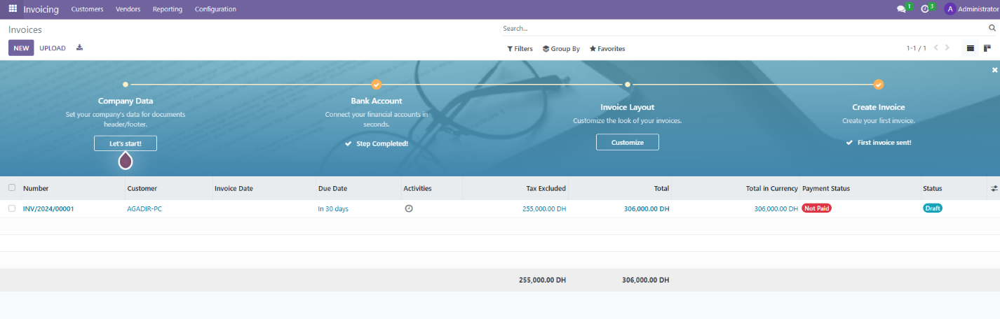 Invoicing Customers Vendors Reporting Configuration 1 3 A Administrator
Invoices
Search...
NEW UPLOAD
Filters Group By Favorites 1-1 / 1
Company Data
Set your company's data for documents
header/footer.
Let's start!
Bank Account
Connect your financial accounts in
seconds.
Step Completed!
Invoice Layout
Customize the look of your invoices.
Customize
Create Invoice
Create your first invoice.
First invoice sent!
Number Customer Invoice Date Due Date Activities Tax Excluded Total Total in Currency Payment Status Status
INV/2024/00001 AGADIR-PC In 30 days 255,000.00 DH 306,000.00 DH 306,000.00 DH Not Paid Draft
255,000.00 DH 306,000.00 DH